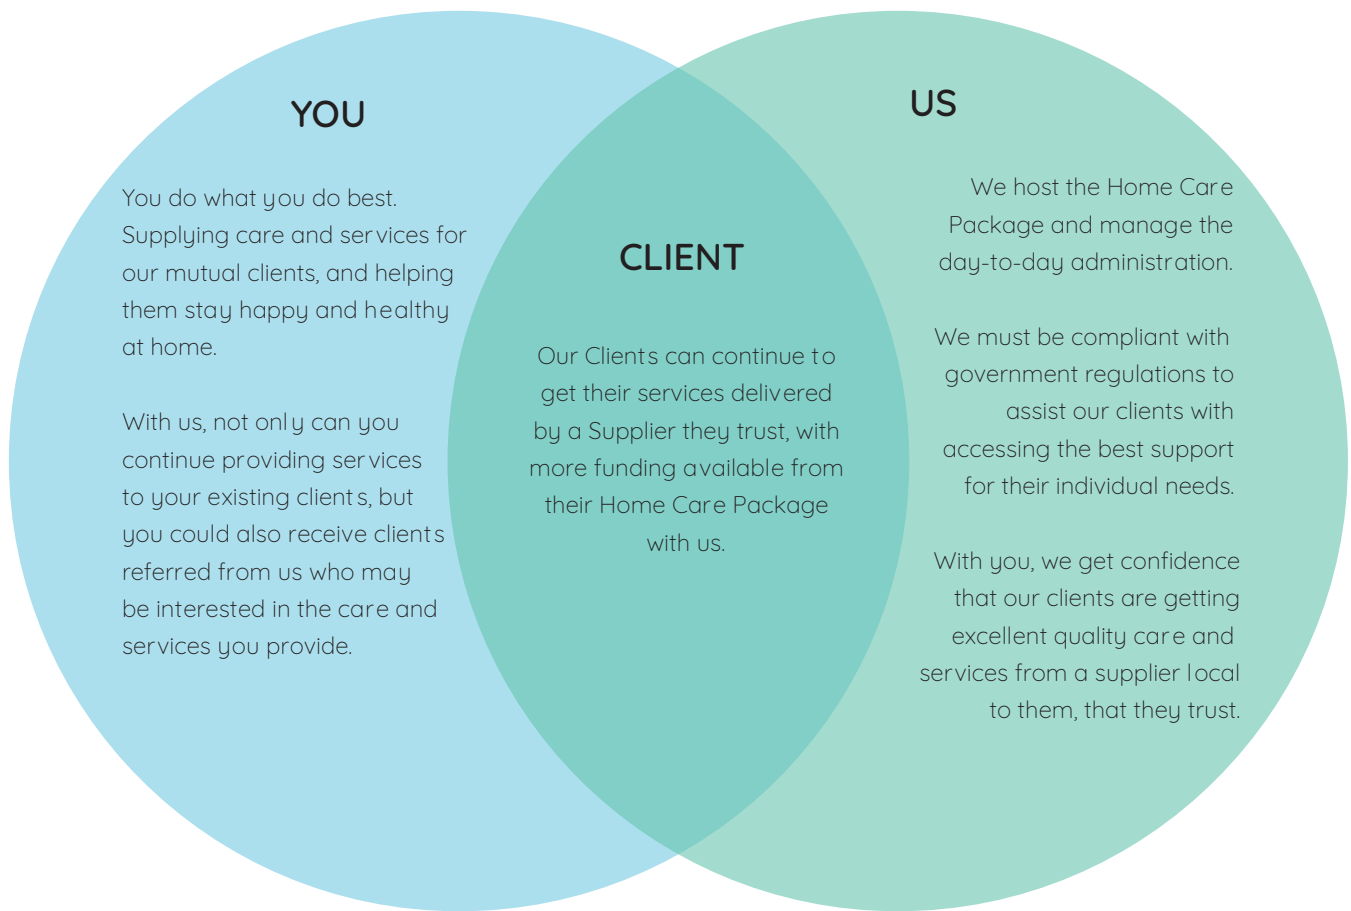 YOU
You do what you do best.
Supplying care and services for
our mutual clients, and helping
them stay happy and healthy
at home.
With us, not only can you
continue providing services
to your existing clients, but
you could also receive clients
referred from us who may
be interested in the care and
services you provide.
CLIENT
Our Clients can continue to
get their services delivered
by a Supplier they trust, with
more funding available from
their Home Care Package
with us.
US
We host the Home Care
Package and manage the
day-to-day administration.
We must be compliant with
government regulations to
assist our clients with
accessing the best support
for their individual needs.
With you, we get confidence
that our clients are getting
excellent quality care and
services from a supplier local
to them, that they trust.